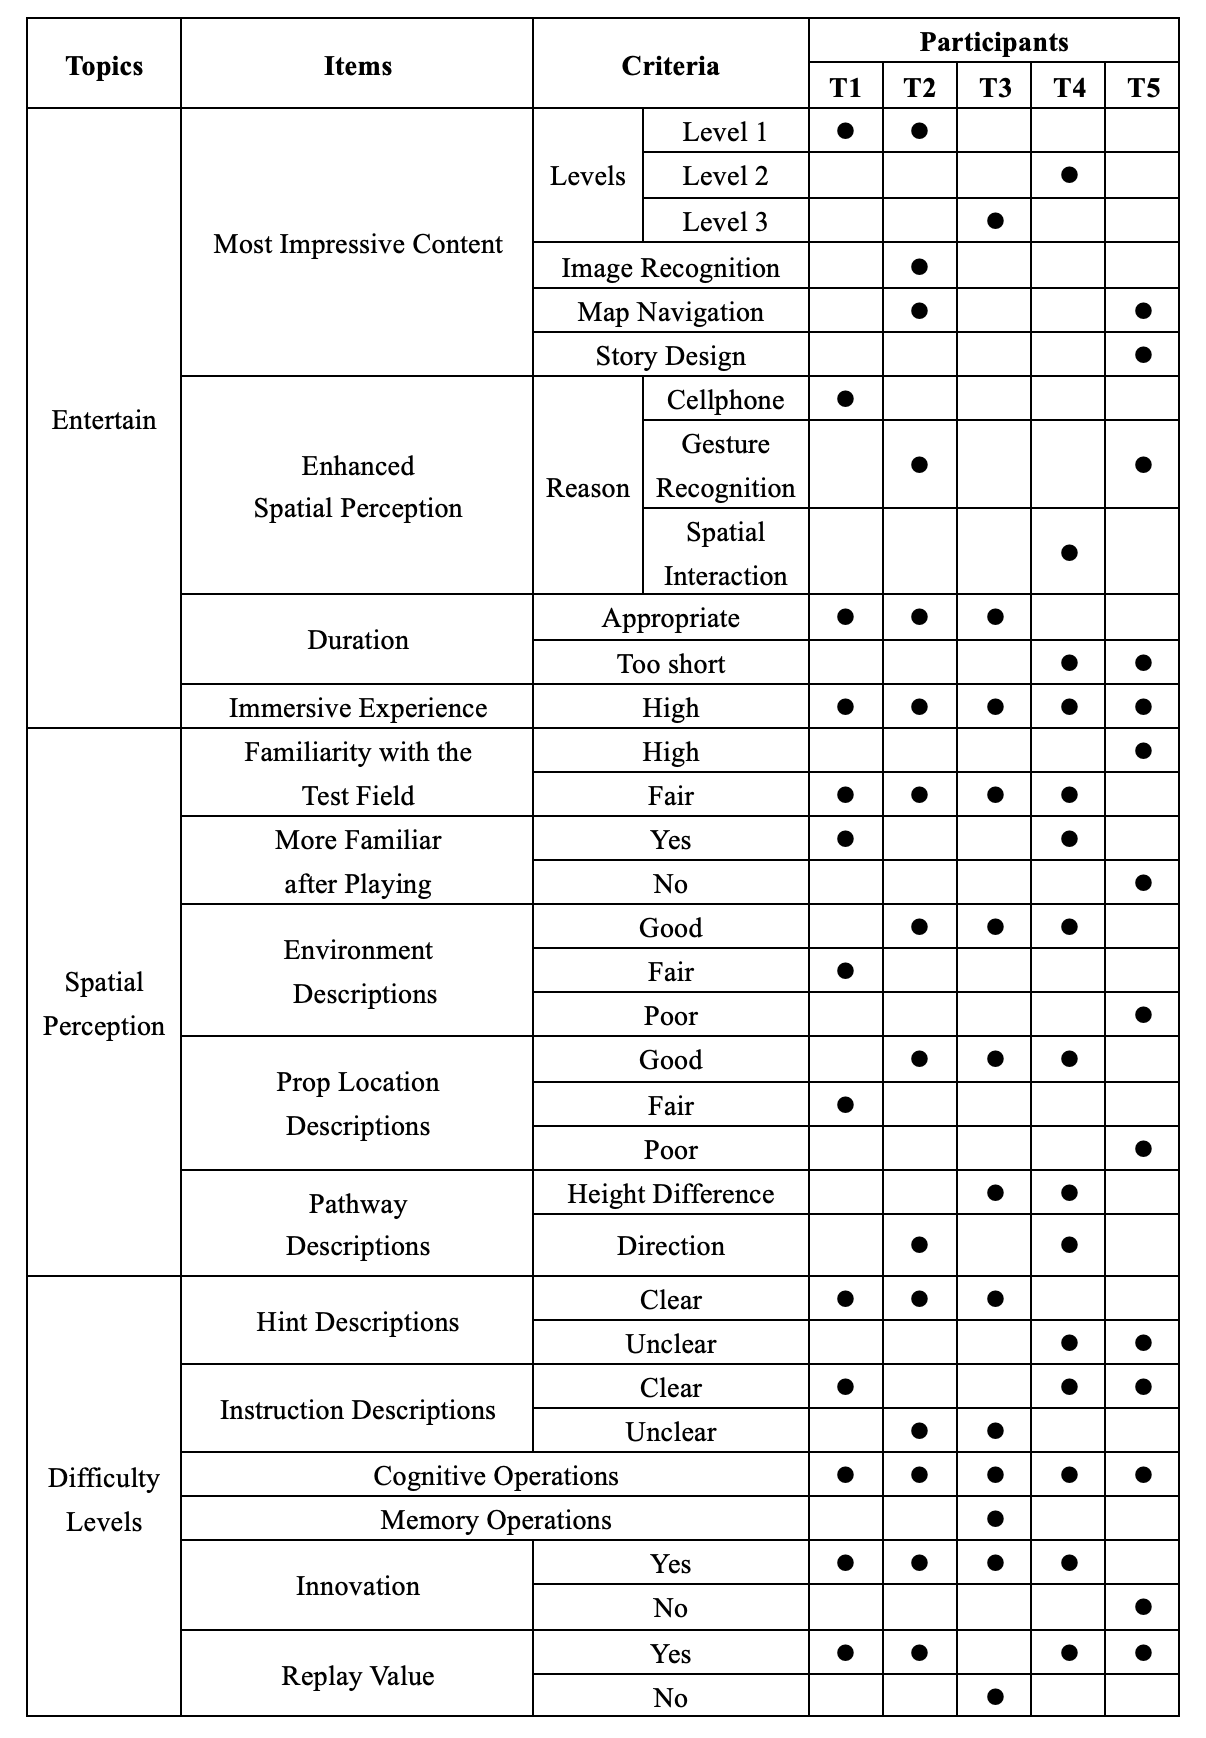 Topics Items Criteria Participants
T1 T2 T3 T4 T5
Entertain
Most Impressive Content
Levels
Level 1 ● ●
Level 2 ●
Level 3 ●
Image Recognition ●
Map Navigation ● ●
Story Design ●
Enhanced
Spatial Perception
Reason
Cellphone ●
Gesture
Recognition ● ●
Spatial
Interaction ●
Duration
Appropriate ● ● ●
Too short ● ●
Immersive Experience High ● ● ● ● ●
Spatial
Perception
Familiarity with the
Test Field
High ●
Fair ● ● ● ●
More Familiar
after Playing
Yes ● ●
No ●
Environment
Descriptions
Good ● ● ●
Fair ●
Poor ●
Prop Location
Descriptions
Good ● ● ●
Fair ●
Poor ●
Pathway
Descriptions
Height Difference ● ●
Direction ● ●
Difficulty
Levels
Hint Descriptions
Clear ● ● ●
Unclear ● ●
Instruction Descriptions
Clear ● ● ●
Unclear ● ●
Cognitive Operations ● ● ● ● ●
Memory Operations ●
Innovation
Yes ● ● ● ●
No ●
Replay Value
Yes ● ● ● ●
No ●